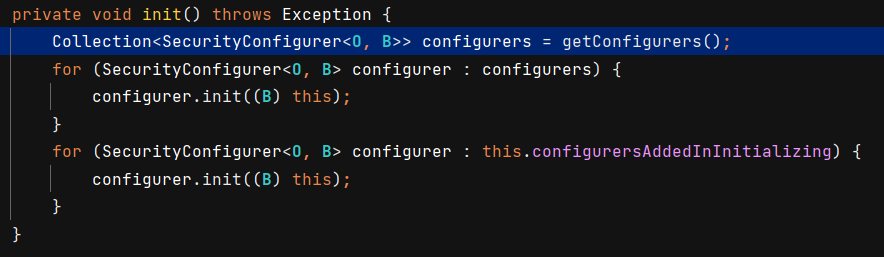 private void init() throws Exception {
    Collection<SecurityConfigurer<O, B>> configurers = getConfigurers();
    for (SecurityConfigurer<O, B> configurer : configurers) {
        configurer.init((B) this);
    }
    for (SecurityConfigurer<O, B> configurer : this.configurersAddedInInitializing) {
        configurer.init((B) this);
    }
}